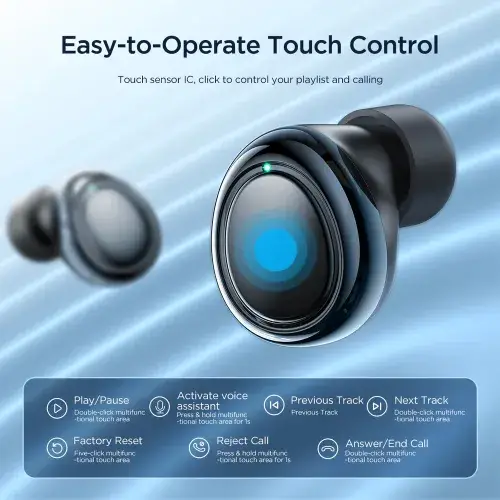 Easy-to-Operate Touch Control
Touch sensor IC, click to control your playlist and calling
Play/Pause
Double-click multifunc
-tional touch area
Activate voice
assistant
Press & hold multifunc
-tional touch area for 1s
Previous Track
Previous Track
Next Track
Double-click multifunc
-tional touch area
Factory Reset
Five-click multifunc
-tional touch area
Reject Call
Press & hold multifunc
-tional touch area for 1s
Answer/End Call
Double-click multifunc
-tional touch area